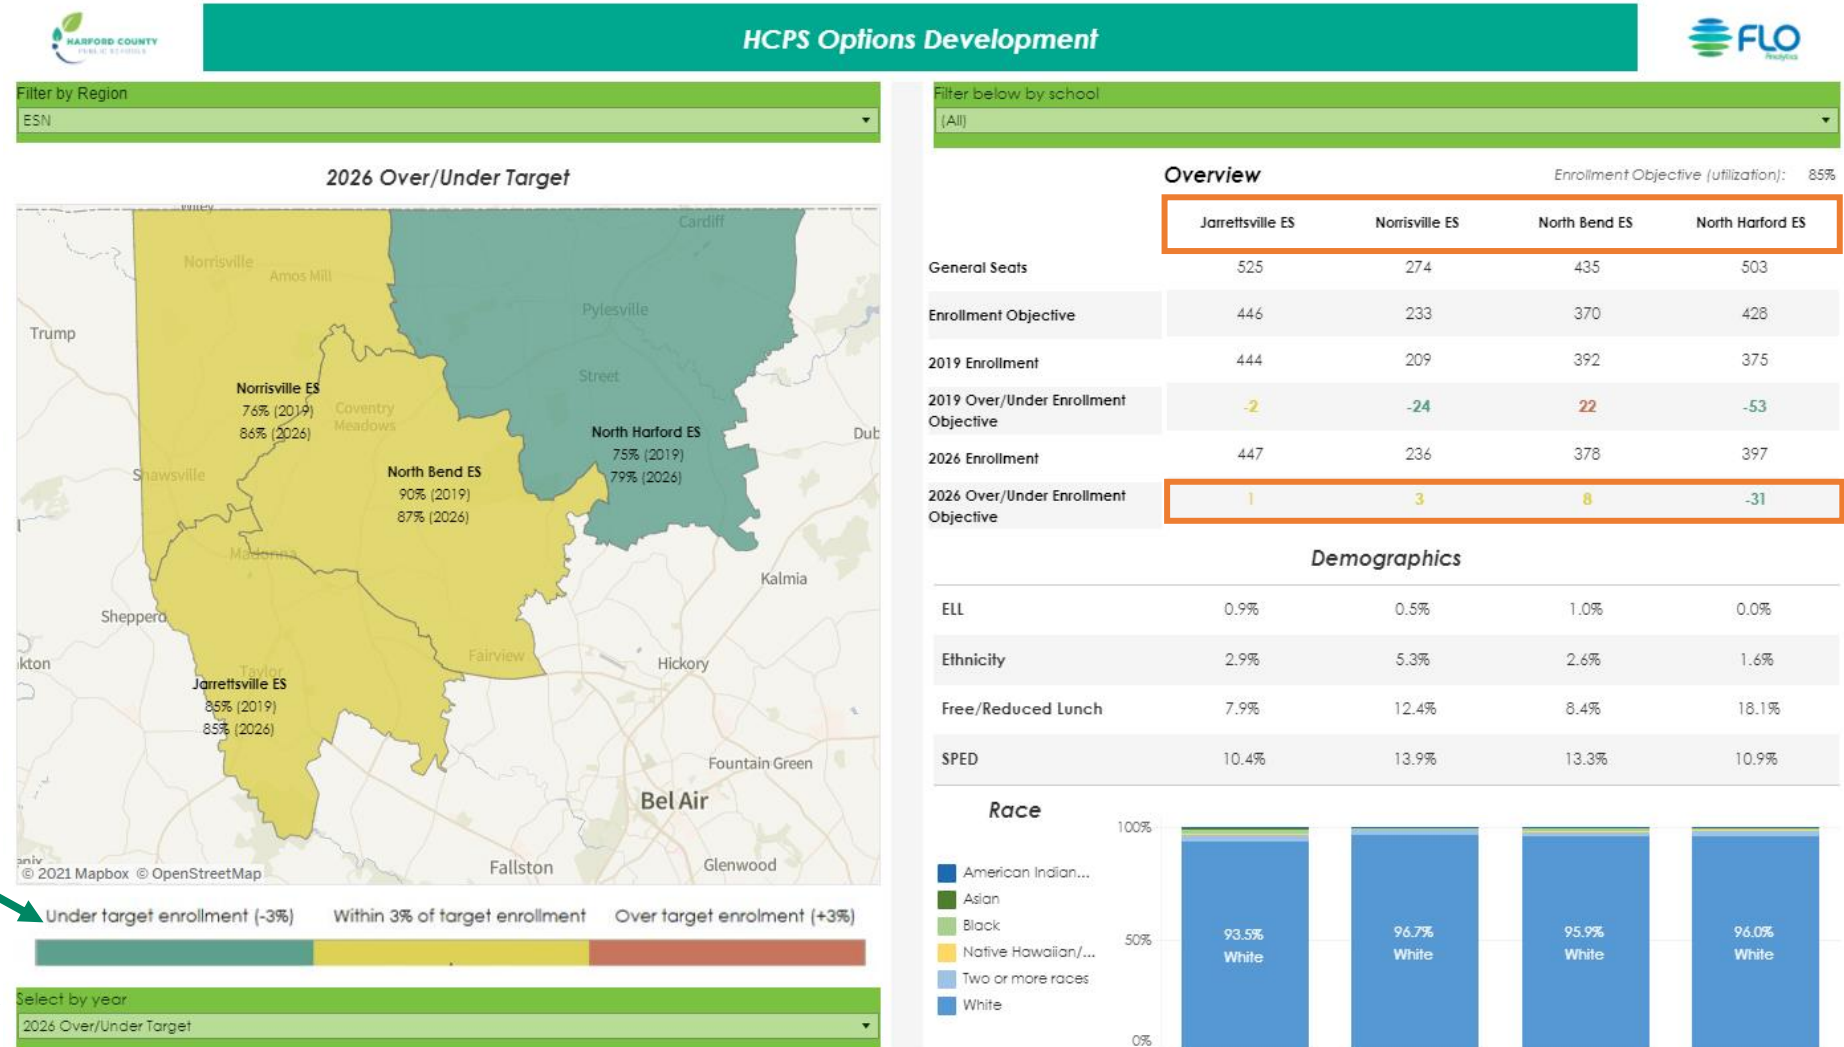 HARFORD COUNTY
PUBLIC SCHOOLS
HCPS Options Development
FLO
Analytics
Filter by Region
ESN
2026 Over/Under Target
Wiley
Cardiff
Norrisville
Amos Mill
Pylesville
Trump
Street
Norrisville ES
76% (2019)
86% (2026)
Coventry
Meadows
North Harford ES
75% (2019)
79% (2026)
Dub
Shawsville
North Bend ES
90% (2019)
87% (2026)
Madonna
Kalmia
Shepperd
kton
Taylor
Fairview
Hickory
Jarrettsville ES
85% (2019)
85% (2026)
Fountain Green
Bel Air
Fallston
Glenwood
© 2021 Mapbox © OpenStreetMap
Under target enrollment (-3%) Within 3% of target enrollment Over target enrolment (+3%)
Select by year
2026 Over/Under Target
Filter below by school
(All)
Overview Enrollment Objective (utilization): 85%
Jarrettsville ES Norrisville ES North Bend ES North Harford ES
General Seats 525 274 435 503
Enrollment Objective 446 233 370 428
2019 Enrollment 444 209 392 375
2019 Over/Under Enrollment
Objective -2 -24 22 -53
2026 Enrollment 447 236 378 397
2026 Over/Under Enrollment
Objective 1 3 8 -31
Demographics
ELL 0.9% 0.5% 1.0% 0.0%
Ethnicity 2.9% 5.3% 2.6% 1.6%
Free/Reduced Lunch 7.9% 12.4% 8.4% 18.1%
SPED 10.4% 13.9% 13.3% 10.9%
Race
American Indian...
Asian
Black
Native Hawaiian/...
Two or more races
White
100%
50%
0%
93.5%
White
96.7%
White
95.9%
White
96.0%
White